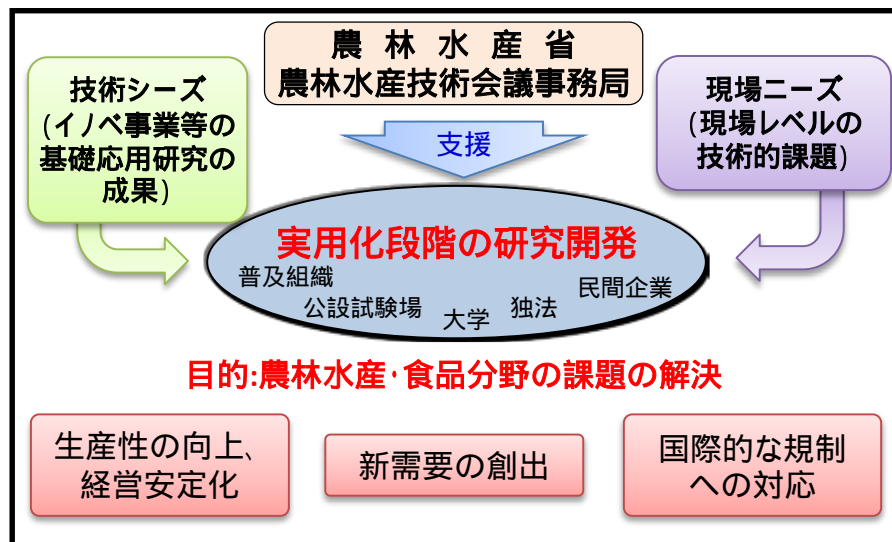 農 林 水 産 省
農林水産技術会議事務局
技術シーズ
(イノベ事業等の
基礎応用研究の
成果)
現場ニーズ
(現場レベルの
技術的課題)
支援
実用化段階の研究開発
普及組織
公設試験場
大学
独法
民間企業
目的:農林水産・食品分野の課題の解決
生産性の向上、
経営安定化
新需要の創出
国際的な規制
への対応